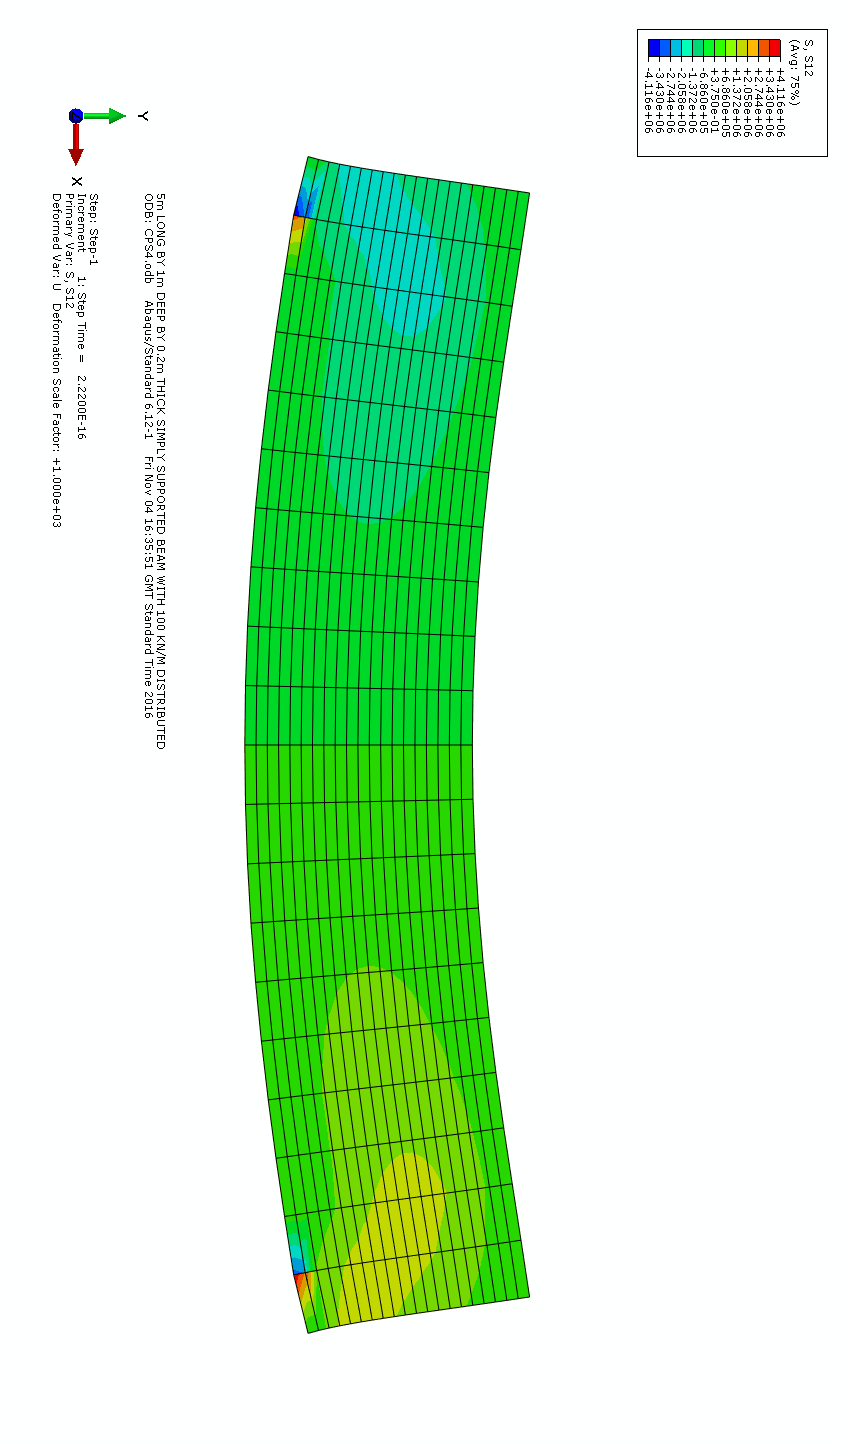 S, S12
(Avg: 75%)
+4.116e+06
+3.430e+06
+2.744e+06
+2.058e+06
+1.372e+06
+6.860e+05
+3.750e-01
-6.860e+05
-1.372e+06
-2.058e+06
-2.744e+06
-3.430e+06
-4.116e+06
Y
Z
X
5m LONG BY 1m DEEP BY 0.2m THICK SIMPLY SUPPORTED BEAM WITH 100 KN/M DISTRIBUTED
ODB: CPS4.odb Abaqus/Standard 6.12-1 Fri Nov 04 16:35:51 GMT Standard Time 2016
Step: Step-1
Increment 1: Step Time = 2.2200E-16
Primary Var: S, S12
Deformed Var: U Deformation Scale Factor: +1.000e+03